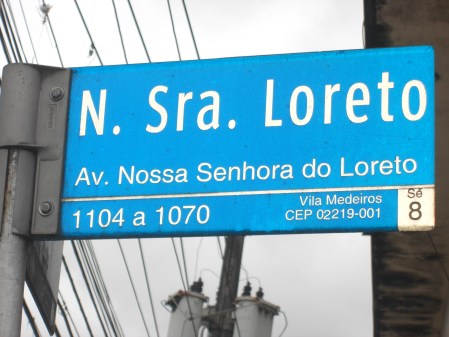 N. Sra. Loreto
Av. Nossa Senhora do Loreto
1104 a 1070
Vila Medeiros
CEP 02219-001
Sé
8